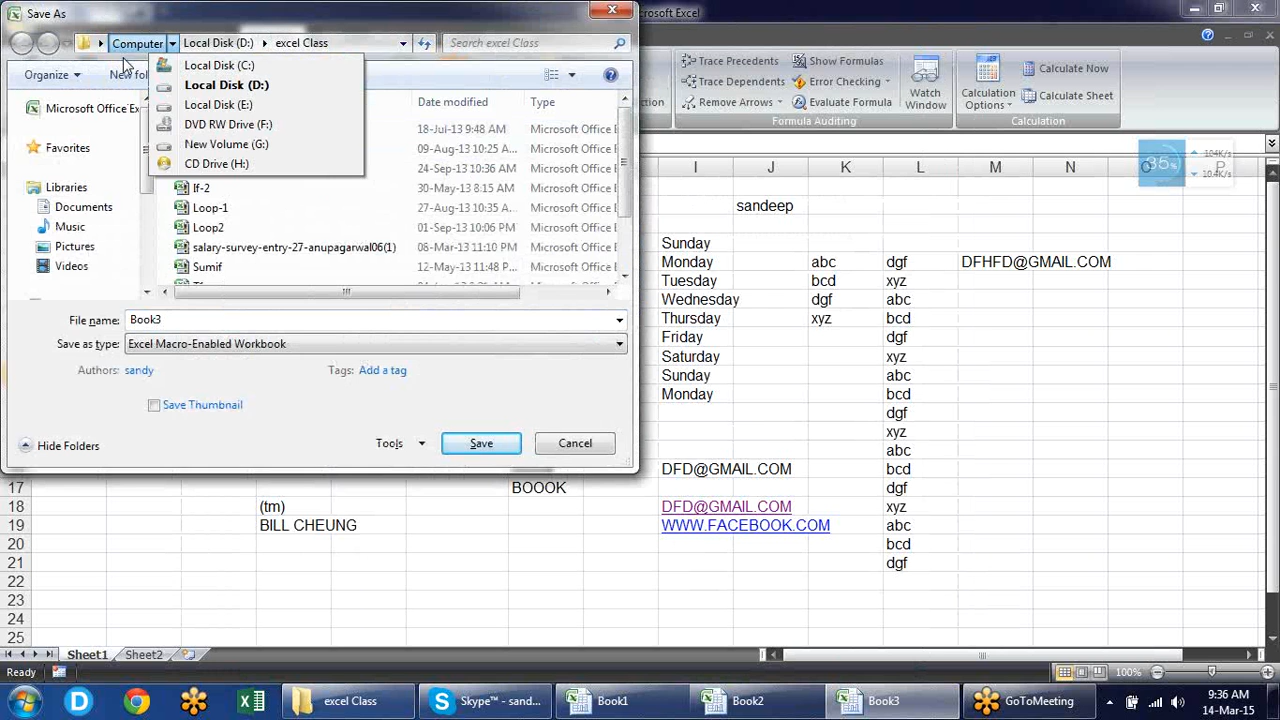 Save As
icrosoft Excel
Computer
Local Disk (D:)
excel Class
Search excel Class
Organize
New fol
Local Disk (C:)
Local Disk (D:)
Local Disk (E:)
DVD RW Drive (F:)
New Volume (G:)
CD Drive (H:)
Date modified
Type
Microsoft Office Ex
Favorites
Libraries
Documents
Music
Pictures
Videos
18-Jul-13 9:48 AM Microsoft Office E
09-Aug-13 10:25 A... Microsoft Office E
24-Sep-13 10:36 A... Microsoft Office E
If-2 30-May-13 8:15 AM Microsoft Office E
Loop-1 27-Aug-13 10:35 A... Microsoft Office E
Loop2 01-Sep-13 10:06 PM Microsoft Office E
salary-survey-entry-27-anupagarwal06(1) 08-Mar-13 11:10 PM Microsoft Office E
Sumif 12-May-13 11:48 P... Microsoft Office E
File name: Book3
Save as type: Excel Macro-Enabled Workbook
Authors: sandy
Tags: Add a tag
Save Thumbnail
Hide Folders
Tools
Save
Cancel
Trace Precedents
Show Formulas
Trace Dependents
Error Checking
Remove Arrows
Evaluate Formula
Formula Auditing
Watch
Window
Calculation
Options
Calculate Now
Calculate Sheet
Calculation
35%
104K/s
10.4K/s
I J K L M N O P
sandeep
Sunday
Monday abc dgf DFHFD@GMAIL.COM
Tuesday bcd xyz
Wednesday dgf abc
Thursday xyz bcd
Friday dgf
Saturday xyz
Sunday abc
Monday bcd
dgf
xyz
abc
DFD@GMAIL.COM bcd
17 BOOOK dgf
18 (tm) DFD@GMAIL.COM xyz
19 BILL CHEUNG WWW.FACEBOOK.COM abc
20 bcd
21 dgf
22
23
24
25
Sheet1 Sheet2
Ready
100%
excel Class
Skype™ - sand...
Book1
Book2
Book3
GoToMeeting
9:36 AM
14-Mar-15